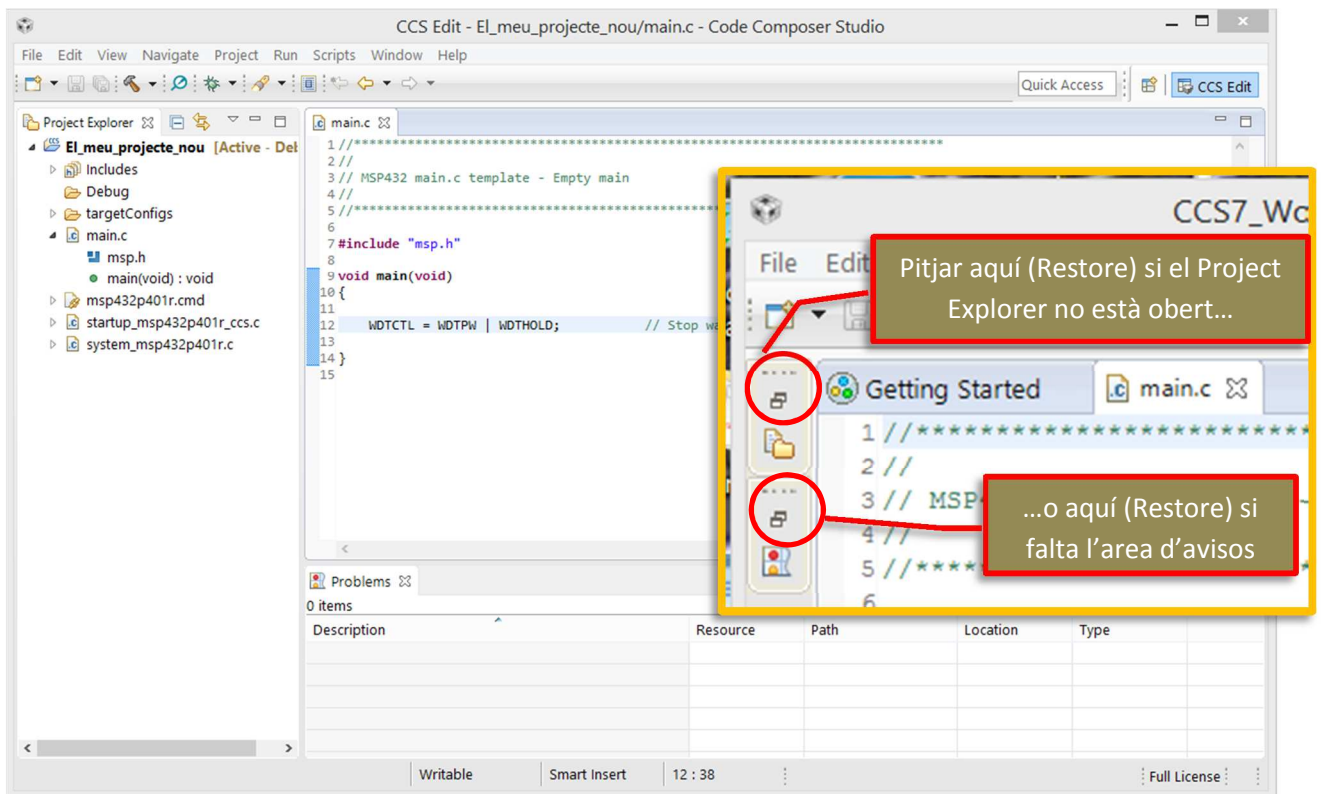 CCS Edit - El_meu_projecte_nou/main.c - Code Composer Studio
File Edit View Navigate Project Run Scripts Window Help
Quick Access
CCS Edit
Project Explorer
El_meu_projecte_nou [Active - Deb
Includes
Debug
targetConfigs
main.c
msp.h
main(void) : void
msp432p401r.cmd
startup_msp432p401r_ccs.c
system_msp432p401r.c
main.c
1 //******************************************************************************
2 //
3 // MSP432 main.c template - Empty main
4 //
5 //****************************************************
6
7 #include "msp.h"
8
9 void main(void)
10 {
11
12 WDTCTL = WDTPW | WDTHOLD; // Stop wa
13
14 }
15
Problems
0 items
Description Resource Path Location Type
Writable Smart Insert 12 : 38 Full License
CCS7_Wo
File Edit
Pitjar aquí (Restore) si el Project
Explorer no està obert…
Getting Started main.c
1 //**************************
2 //
3 // MSP4
4 //
5 //****
6
…o aquí (Restore) si
falta l’area d’avisos